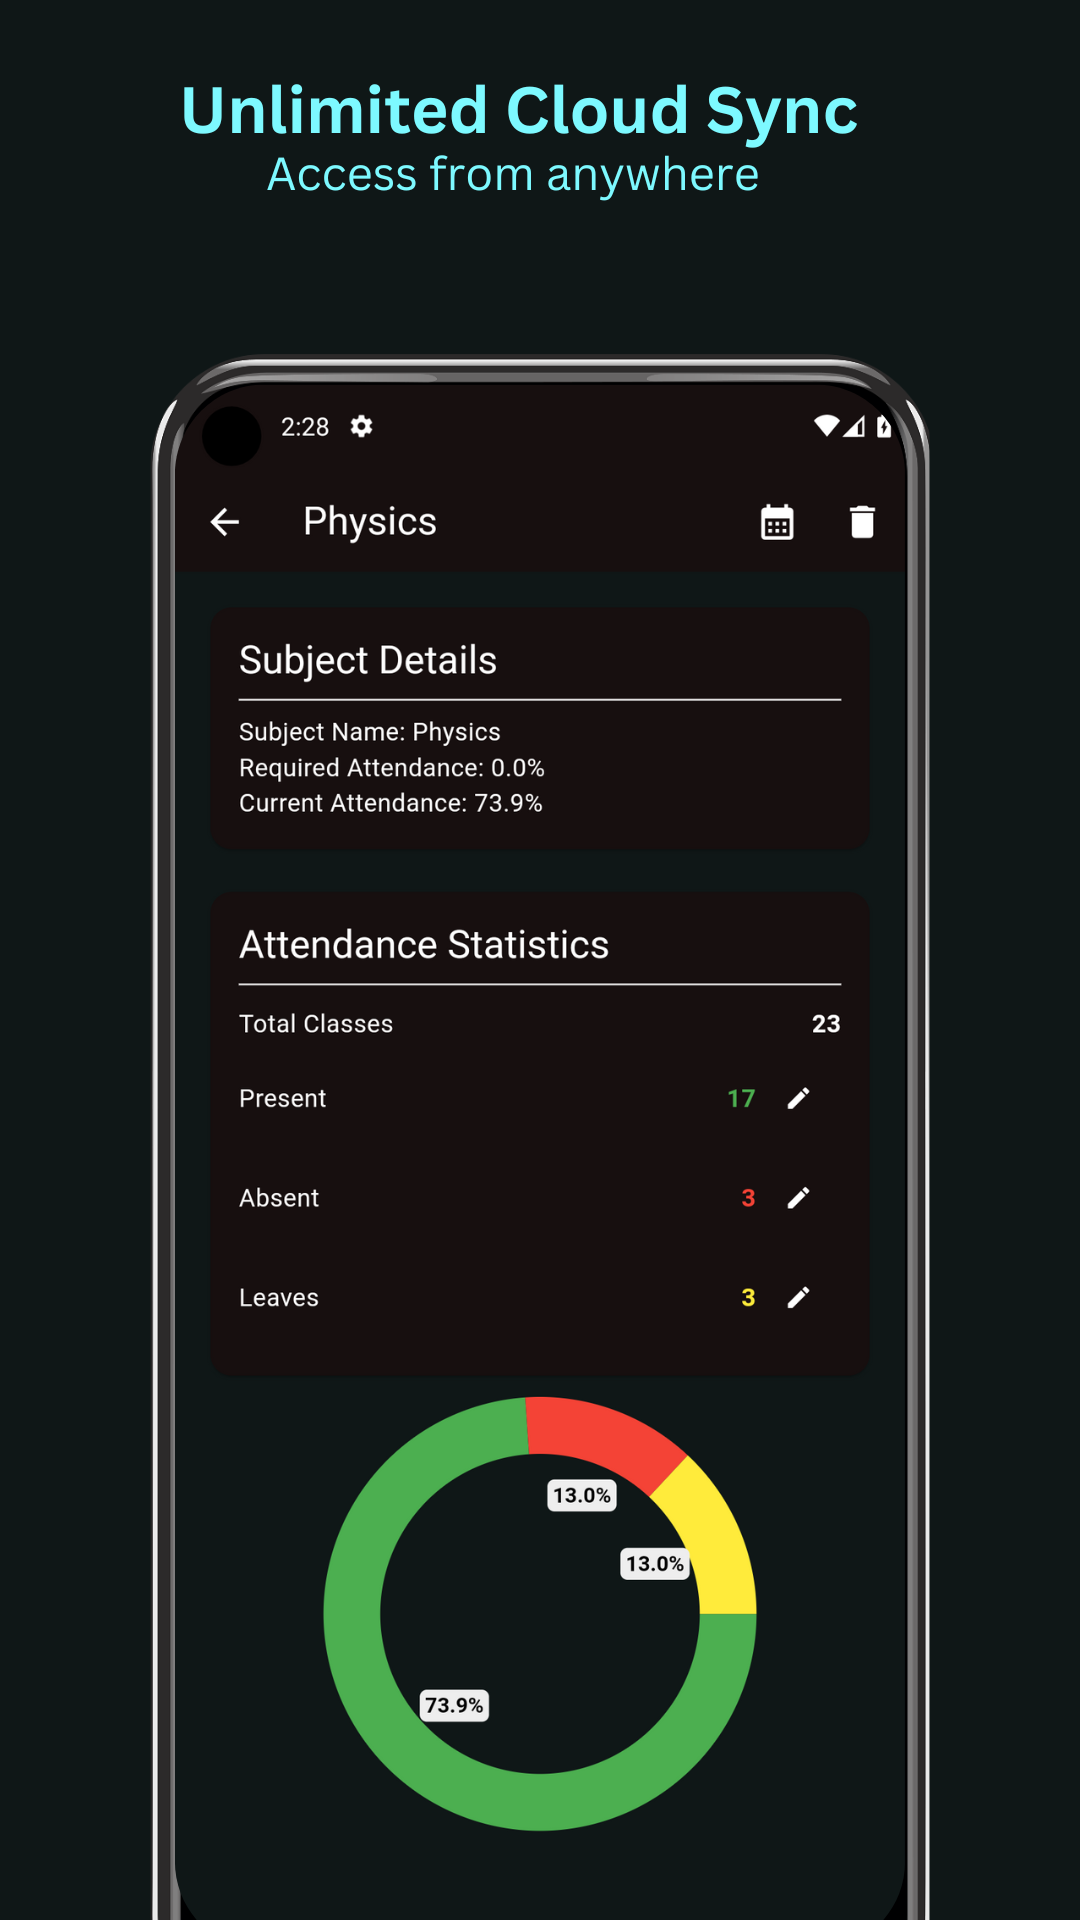 Unlimited Cloud Sync
Access from anywhere
2:28
Physics
Subject Details
Subject Name: Physics
Required Attendance: 0.0%
Current Attendance: 73.9%
Attendance Statistics
Total Classes 23
Present 17
Absent 3
Leaves 3
13.0%
13.0%
73.9%